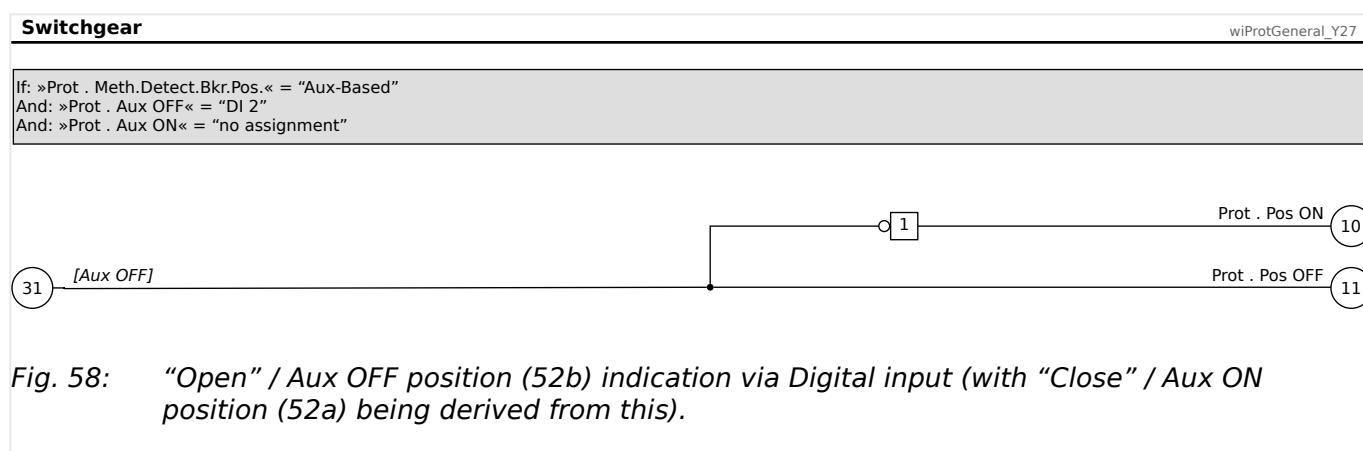 Switchgear
wiProtGeneral_Y27
If: »Prot . Meth.Detect.Bkr.Pos.« = “Aux-Based”
And: »Prot . Aux OFF« = “DI 2”
And: »Prot . Aux ON« = “no assignment”
1
Prot . Pos ON
10
31
[Aux OFF]
Prot . Pos OFF
11
Fig. 58: “Open” / Aux OFF position (52b) indication via Digital input (with “Close” / Aux ON
position (52a) being derived from this).